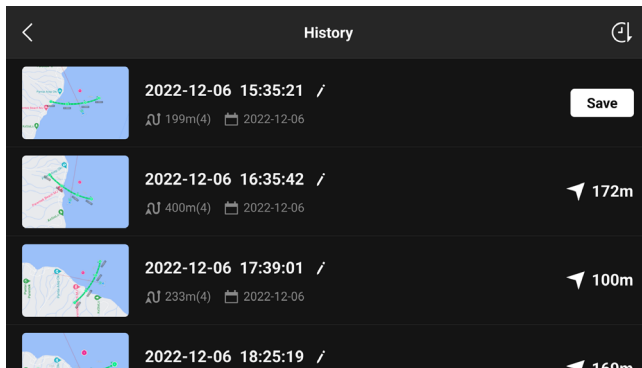 History
2022-12-06 15:35:21
199m(4) 2022-12-06
Save
2022-12-06 16:35:42
400m(4) 2022-12-06
172m
2022-12-06 17:39:01
233m(4) 2022-12-06
100m
2022-12-06 18:25:19
160m